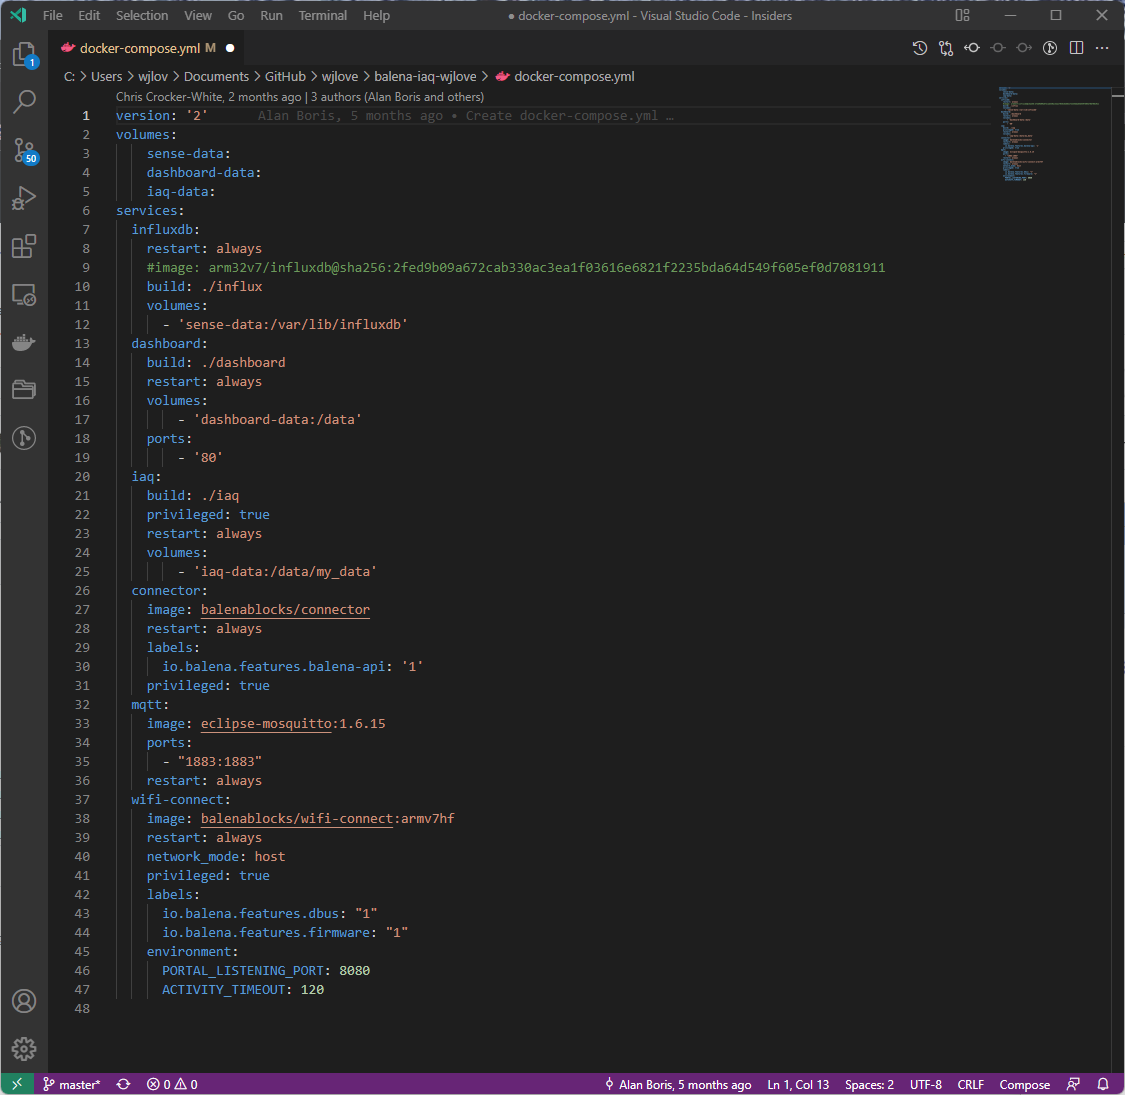 File Edit Selection View Go Run Terminal Help ● docker-compose.yml - Visual Studio Code - Insiders
docker-compose.yml M ●
C: > Users > wjlov > Documents > GitHub > wjlove > balena-iaq-wjlove > docker-compose.yml
Chris Crocker-White, 2 months ago | 3 authors (Alan Boris and others)
1 version: '2' Alan Boris, 5 months ago • Create docker-compose.yml …
2 volumes:
3     sense-data:
4     dashboard-data:
5     iaq-data:
6 services:
7   influxdb:
8     restart: always
9     #image: arm32v7/influxdb@sha256:2fed9b09a672cab330ac3ea1f03616e6821f2235bda64d549f605ef0d7081911
10     build: ./influx
11     volumes:
12       - 'sense-data:/var/lib/influxdb'
13   dashboard:
14     build: ./dashboard
15     restart: always
16     volumes:
17         - 'dashboard-data:/data'
18     ports:
19         - '80'
20   iaq:
21     build: ./iaq
22     privileged: true
23     restart: always
24     volumes:
25         - 'iaq-data:/data/my_data'
26   connector:
27     image: balenablocks/connector
28     restart: always
29     labels:
30       io.balena.features.balena-api: '1'
31     privileged: true
32   mqtt:
33     image: eclipse-mosquitto:1.6.15
34     ports:
35       - "1883:1883"
36     restart: always
37   wifi-connect:
38     image: balenablocks/wifi-connect:armv7hf
39     restart: always
40     network_mode: host
41     privileged: true
42     labels:
43       io.balena.features.dbus: "1"
44       io.balena.features.firmware: "1"
45     environment:
46       PORTAL_LISTENING_PORT: 8080
47       ACTIVITY_TIMEOUT: 120
48
1
50
master* 0 0 Alan Boris, 5 months ago Ln 1, Col 13 Spaces: 2 UTF-8 CRLF Compose